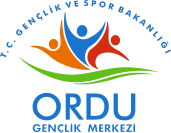 T.C. GENÇLİK VE SPOR BAKANLIĞI
ORDU
GENÇLİK MERKEZİ